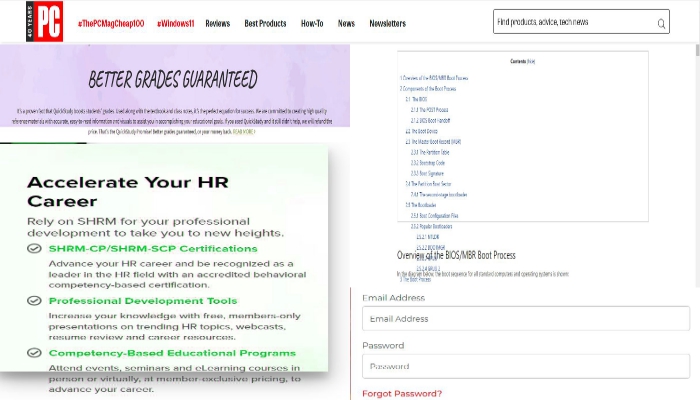 40 YEARS
PC
#ThePCMagCheap100 #Windows11 Reviews Best Products How-To News Newsletters
Find products, advice, tech news
BETTER GRADES GUARANTEED
It's a proven fact that QuickStudy boosts students' grades. Used along with the textbook and class notes, it's the perfect equation for success. We are committed to creating high quality
reference materials with accurate, easy-to-read information and visuals to assist you in accomplishing your educational goals. If you used QuickStudy and it still didn't help, we will refund the
price. That's the QuickStudy Promise! Better grades guaranteed, or your money back. READ MORE
Accelerate Your HR
Career
Rely on SHRM for your professional
development to take you to new heights.
SHRM-CP/SHRM-SCP Certifications
Advance your HR career and be recognized as a
leader in the HR field with an accredited behavioral
competency-based certification.
Professional Development Tools
Increase your knowledge with free, members-only
presentations on trending HR topics, webcasts,
resume review and career resources.
Competency-Based Educational Programs
Attend events, seminars and eLearning courses in
person or virtually, at member-exclusive pricing, to
advance your career.
Contents [hide]
1 Overview of the BIOS/MBR Boot Process
2 Components of the Boot Process
2.1 The BIOS
2.1.1 The POST Process
2.1.2 BIOS Boot Handoff
2.2 The Boot Device
2.3 The Master Boot Record (MBR)
2.3.1 The Partition Table
2.3.2 Bootstrap Code
2.3.3 Boot Signature
2.4 The Partition Boot Sector
2.4.1 The second-stage bootloader
2.5 The Bootloader
2.5.1 Boot Configuration Files
2.5.2 Popular Bootloaders
2.5.2.1 NTLDR
2.5.2.2 BOOTMGR
Overview of the BIOS/MBR Boot Process
2.5.2.4 GRUB 2
In the diagram below, the boot sequence for all standard computers and operating systems is shown:
3 The Boot Process
Email Address
Email Address
Password
Password
Forgot Password?